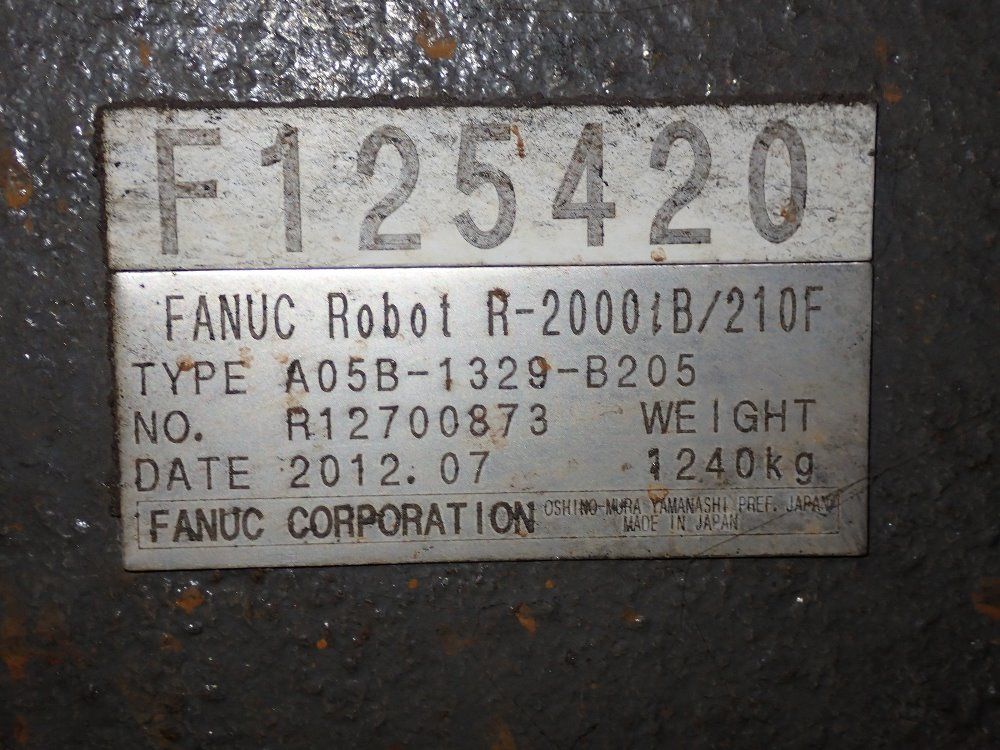 F125420
FANUC Robot R-2000iB/210F
TYPE A05B-1329-B205
NO. R12700873 WEIGHT
DATE 2012.07 1240kg
FANUC CORPORATION OSHINO-MURA YAMANASHI PREF. JAPAN
MADE IN JAPAN